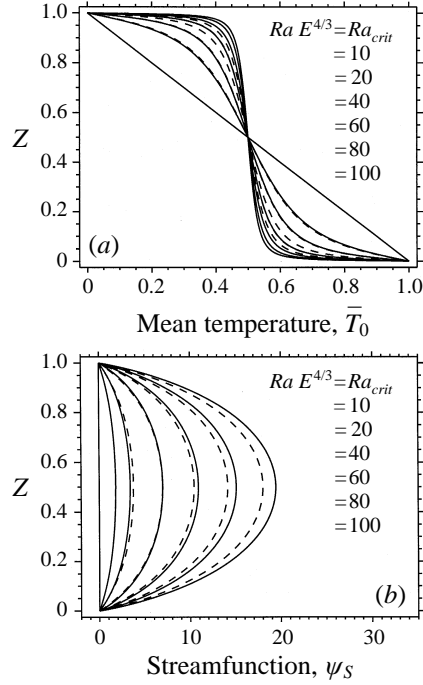 1.0
0.8
0.6
0.4
0.2
0
Z
Ra E^{4/3} = Ra_{crit}
= 10
= 20
= 40
= 60
= 80
= 100
(a)
0 0.2 0.4 0.6 0.8 1.0
Mean temperature, T̅_0
1.0
0.8
0.6
0.4
0.2
0
Z
Ra E^{4/3} = Ra_{crit}
= 10
= 20
= 40
= 60
= 80
= 100
(b)
0 10 20 30
Streamfunction, ψ_S